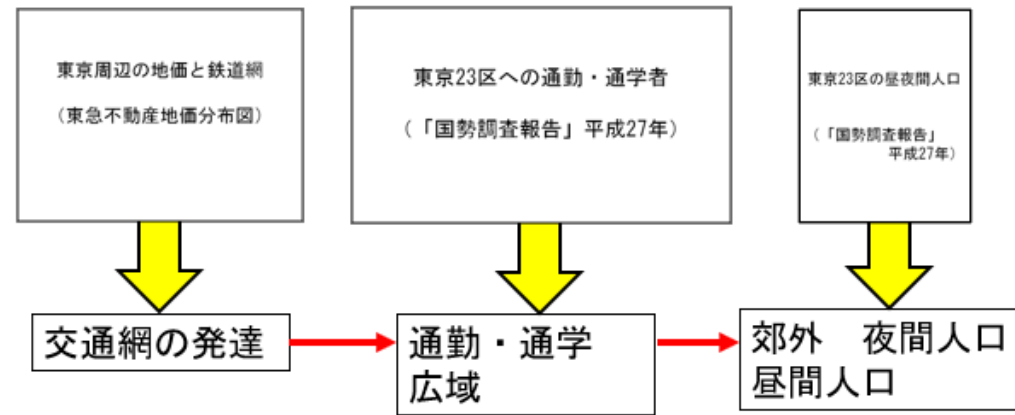 東京周辺の地価と鉄道網
（東急不動産地価分布図）
東京23区への通勤・通学者
（「国勢調査報告」平成27年）
東京23区の昼夜間人口
（「国勢調査報告」
平成27年）
交通網の発達
通勤・通学
広域
郊外　夜間人口
昼間人口